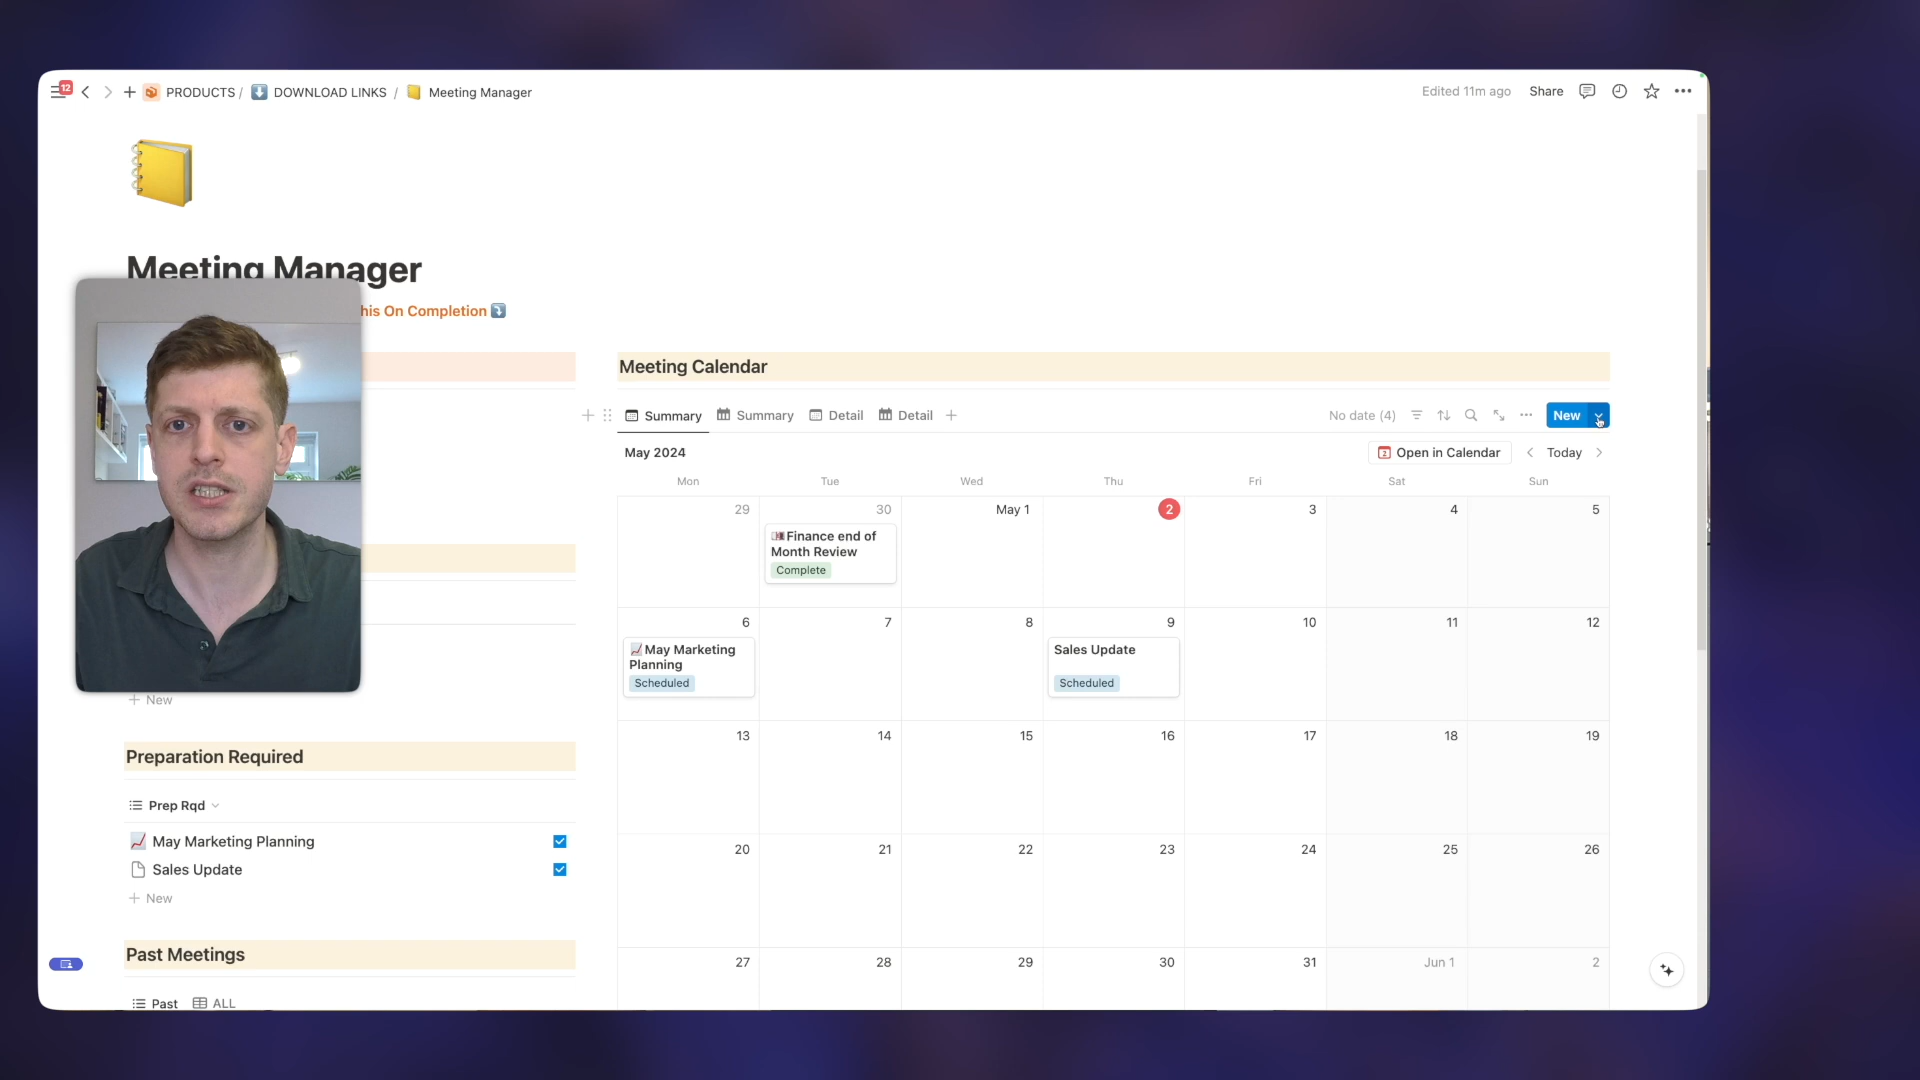 12
PRODUCTS / DOWNLOAD LINKS / Meeting Manager
Edited 11m ago Share
Meeting Manager
his On Completion
Meeting Calendar
Summary Summary Detail Detail
No date (4) New
May 2024
Open in Calendar Today
Mon Tue Wed Thu Fri Sat Sun
29 30 May 1 2 3 4 5
Finance end of
Month Review
Complete
6 7 8 9 10 11 12
May Marketing
Planning
Scheduled
Sales Update
Scheduled
13 14 15 16 17 18 19
20 21 22 23 24 25 26
27 28 29 30 31 Jun 1 2
+ New
Preparation Required
Prep Rqd
May Marketing Planning
Sales Update
+ New
Past Meetings
Past ALL